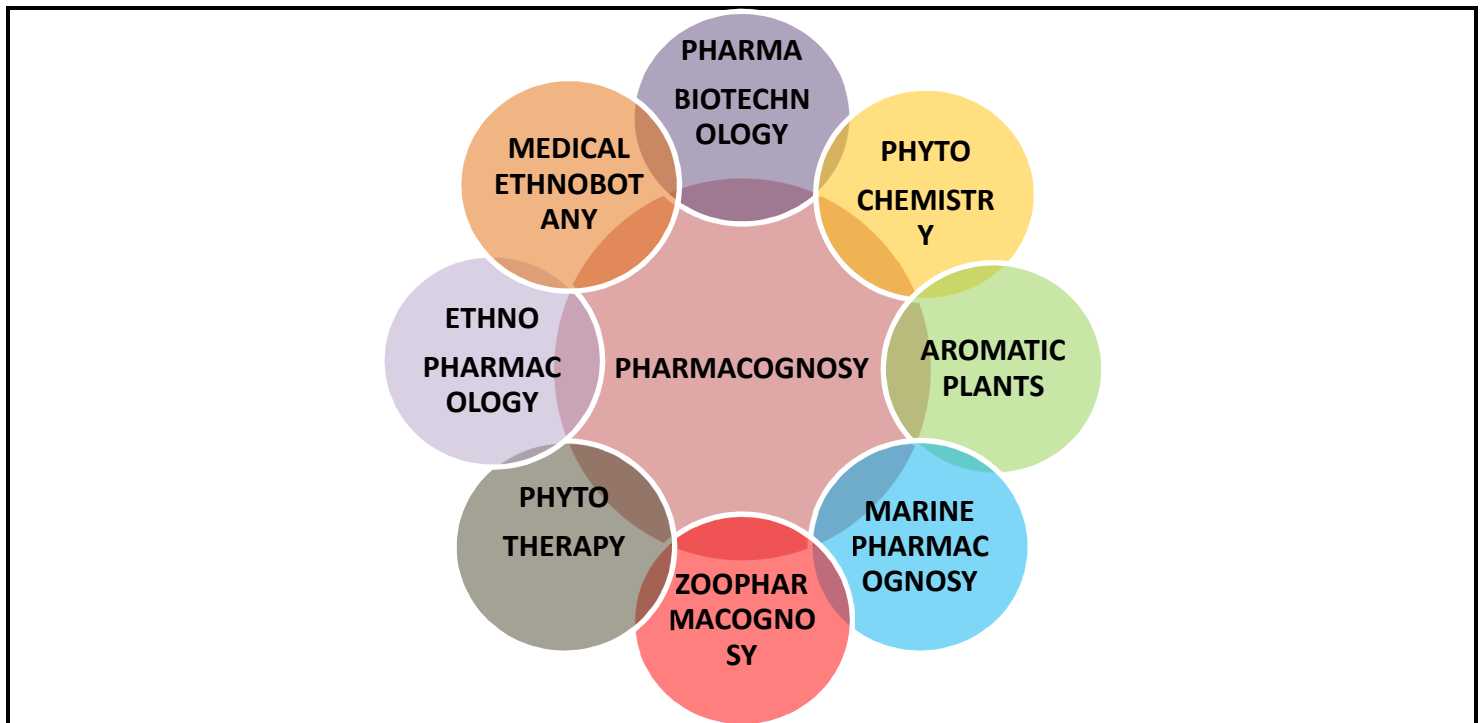 PHARMA
BIOTECHN
OLOGY
PHYTO
CHEMISTR
Y
AROMATIC
PLANTS
MARINE
PHARMAC
OGNOSY
ZOOPHAR
MACOGNO
SY
PHYTO
THERAPY
ETHNO
PHARMAC
OLOGY
MEDICAL
ETHNOBOT
ANY
PHARMACOGNOSY